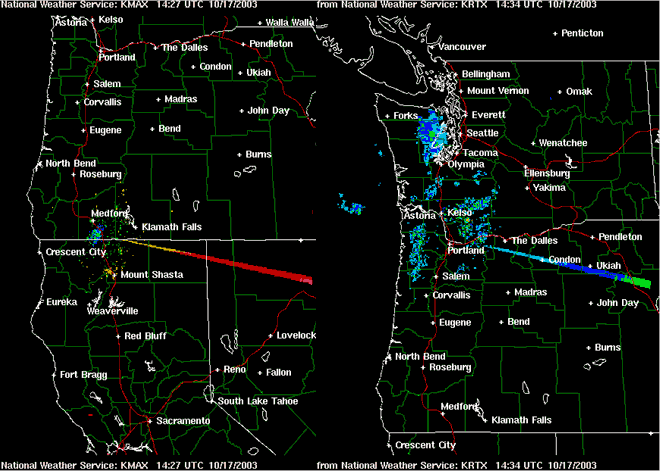 National Weather Service: KMAX 14:27 UTC 10/17/2003
Astoria
Kelso
Walla Walla
Portland
The Dalles
Pendleton
Condon
Ukiah
Salem
Corvallis
Madras
John Day
Eugene
Bend
Burns
North Bend
Roseburg
Medford
Klamath Falls
Crescent City
Mount Shasta
Eureka
Weaverville
Red Bluff
Lovelock
Fort Bragg
Reno
Fallon
South Lake Tahoe
Sacramento
National Weather Service: KMAX 14:27 UTC 10/17/2003
from National Weather Service: KRTX 14:34 UTC 10/17/2003
Penticton
Vancouver
Bellingham
Mount Vernon
Omak
Forks
Everett
Seattle
Wenatchee
Tacoma
Olympia
Ellensburg
Yakima
Astoria
Kelso
Portland
The Dalles
Pendleton
Condon
Ukiah
Salem
Corvallis
Madras
John Day
Eugene
Bend
Burns
North Bend
Roseburg
Medford
Klamath Falls
Crescent City
from National Weather Service: KRTX 14:34 UTC 10/17/2003